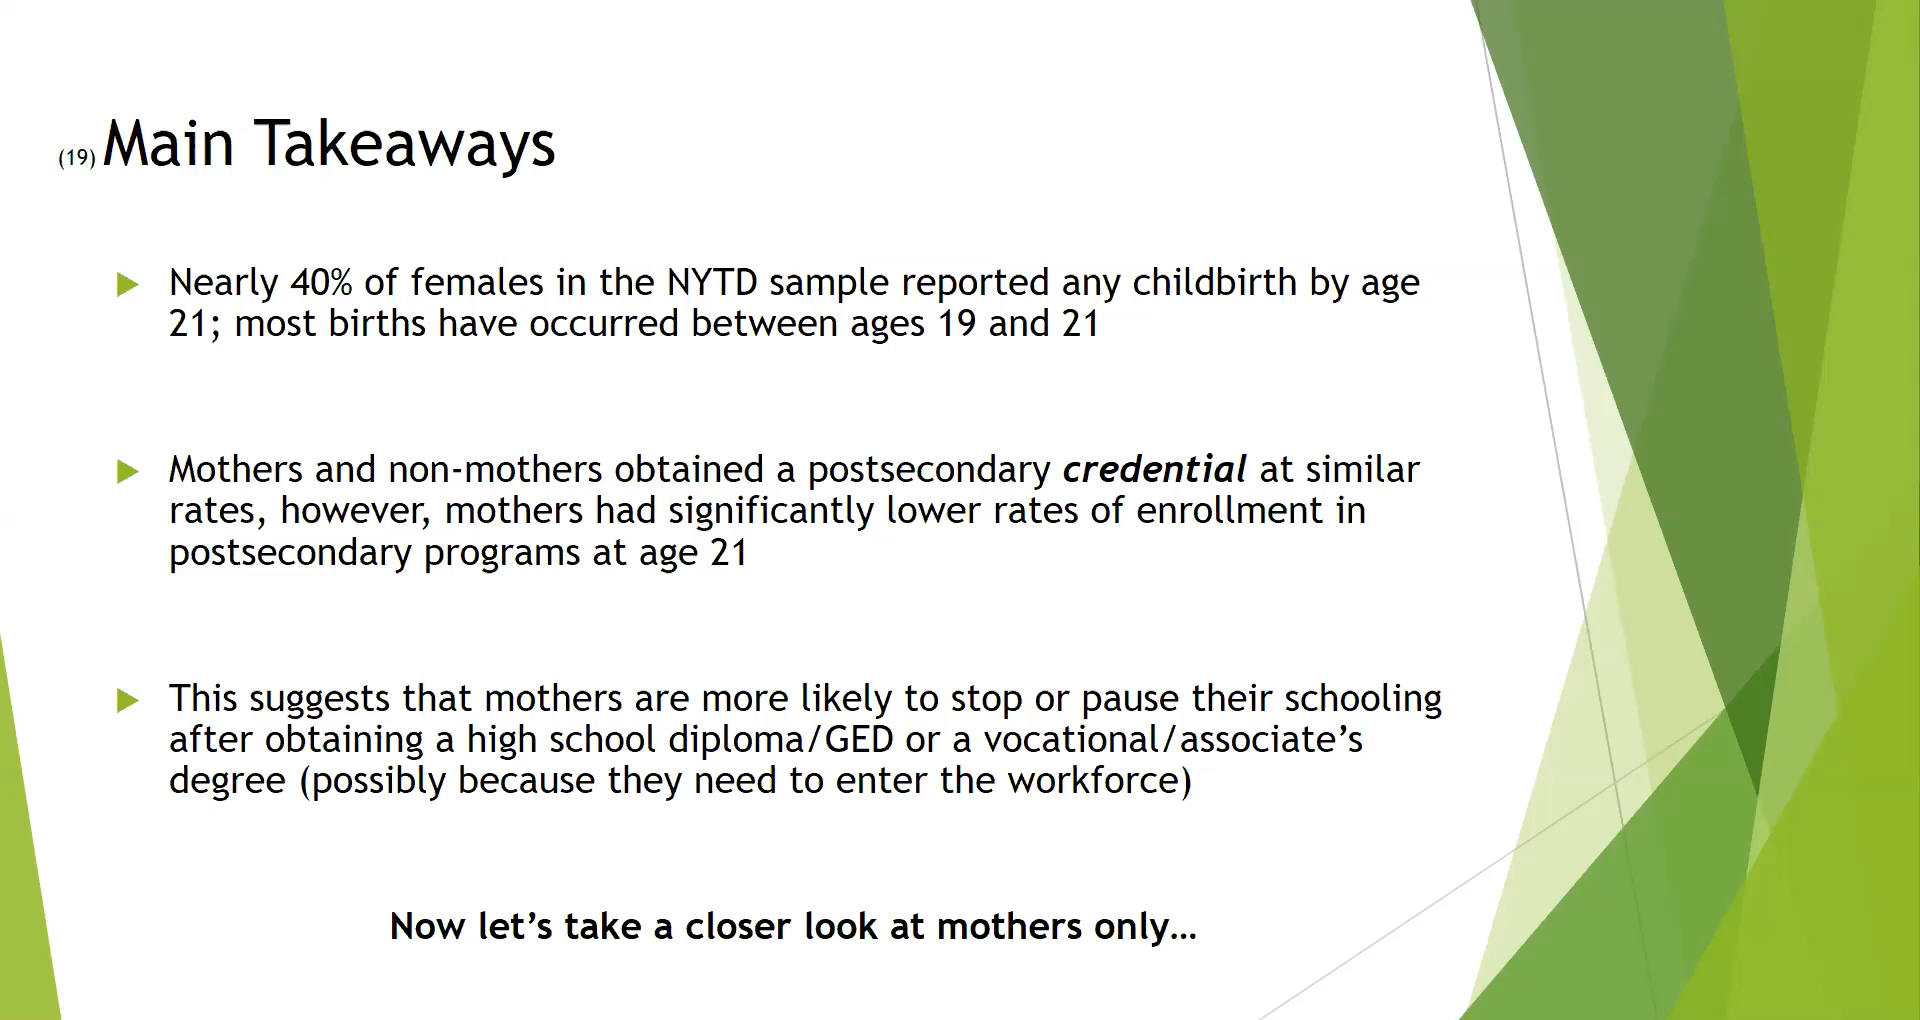 (19) Main Takeaways
Nearly 40% of females in the NYTD sample reported any childbirth by age
21; most births have occurred between ages 19 and 21
Mothers and non-mothers obtained a postsecondary credential at similar
rates, however, mothers had significantly lower rates of enrollment in
postsecondary programs at age 21
This suggests that mothers are more likely to stop or pause their schooling
after obtaining a high school diploma/GED or a vocational/associate’s
degree (possibly because they need to enter the workforce)
Now let’s take a closer look at mothers only…